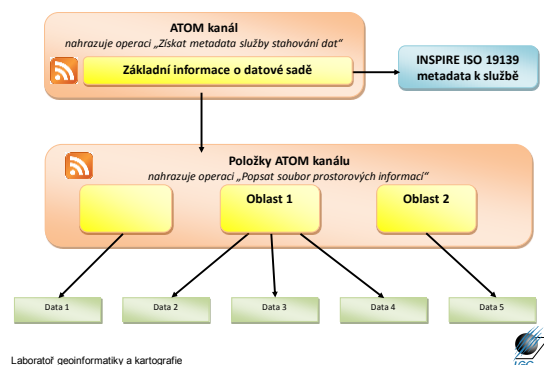 ATOM kanál
nahrazuje operaci „Získat metadata služby stahování dat"
Základní informace o datové sadě
INSPIRE ISO 19139
metadata k službě
Položky ATOM kanálu
nahrazuje operaci „Popsat soubor prostorových informací"
Oblast 1
Oblast 2
Data 1
Data 2
Data 3
Data 4
Data 5
Laboratoř geoinformatiky a kartografie
LGC